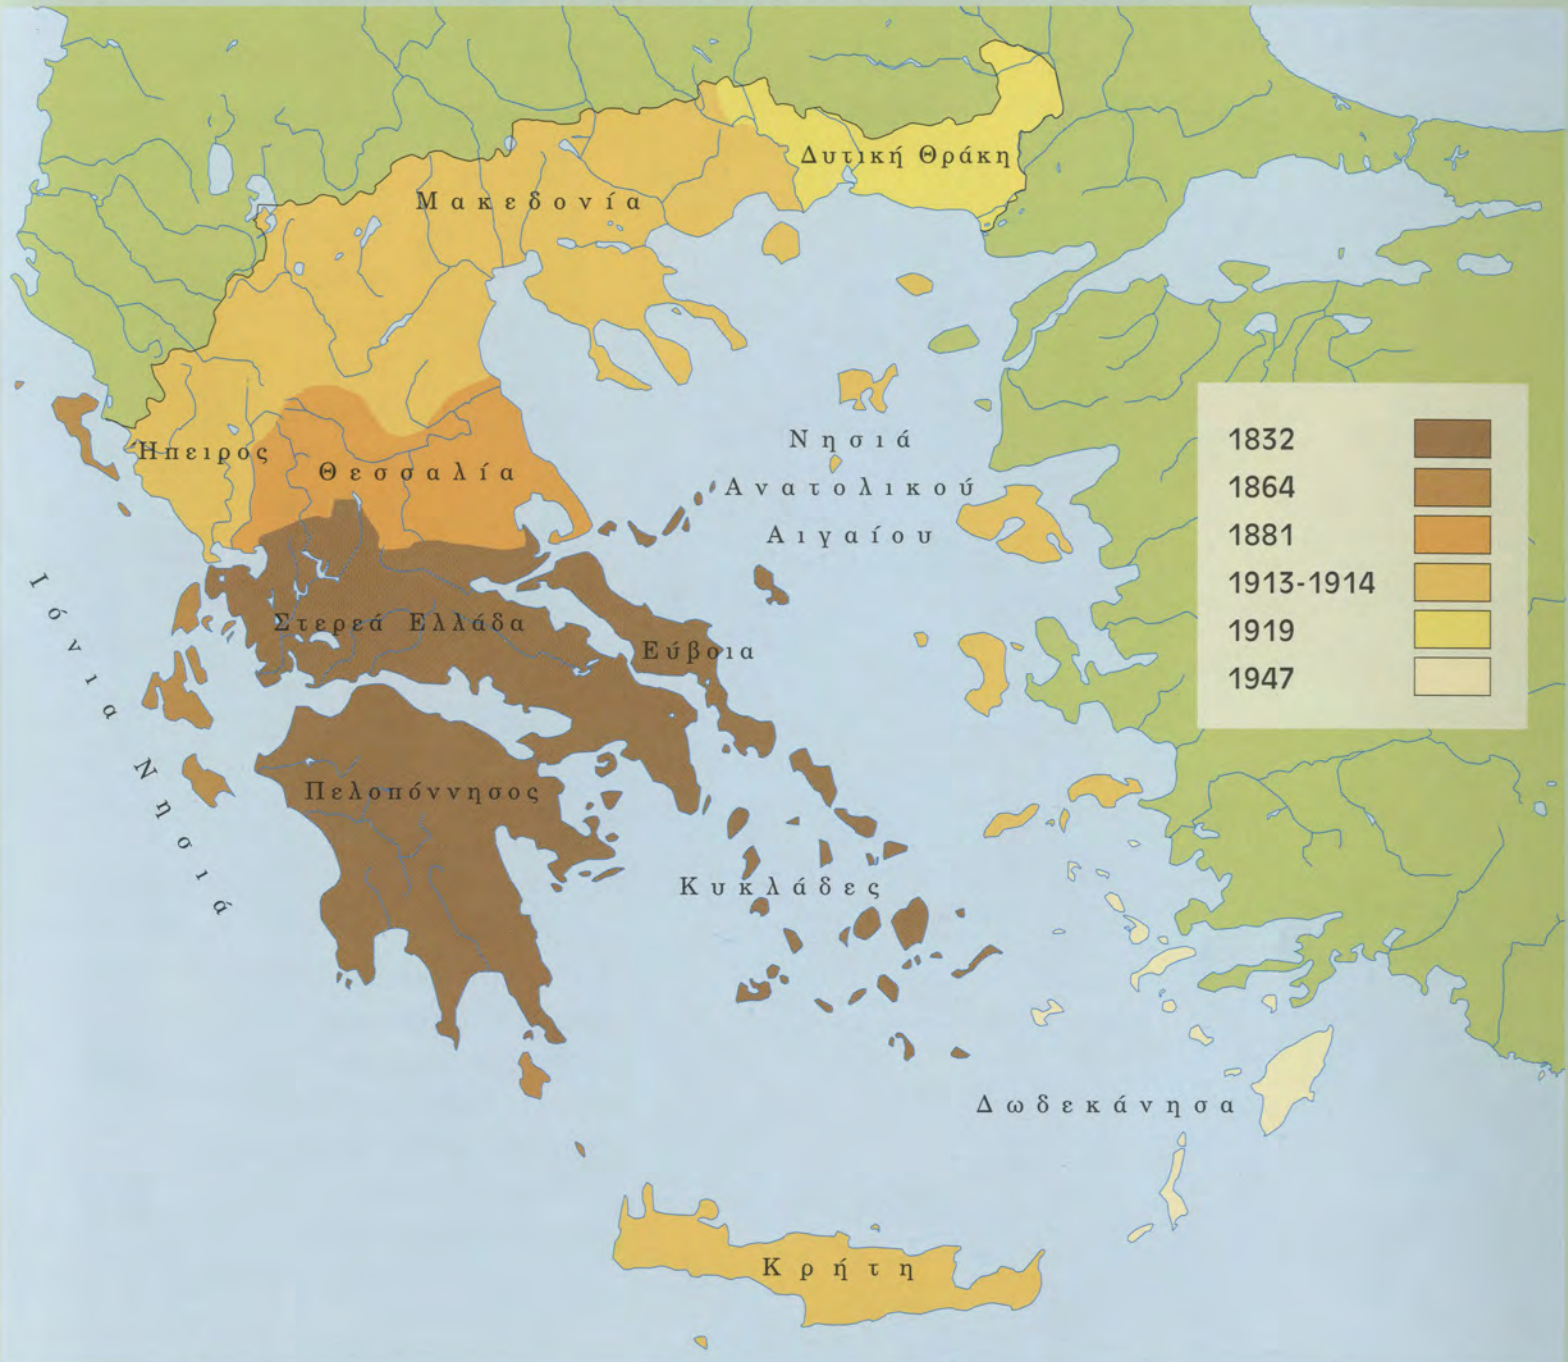 Δυτική Θράκη
Μακεδονία
Ήπειρος
Θεσσαλία
Νησιά
Ανατολικού
Αιγαίου
Στερεά Ελλάδα
Εύβοια
Ιόνια Νησιά
Πελοπόννησος
Κυκλάδες
Δωδεκάνησα
Κρήτη
1832
1864
1881
1913-1914
1919
1947